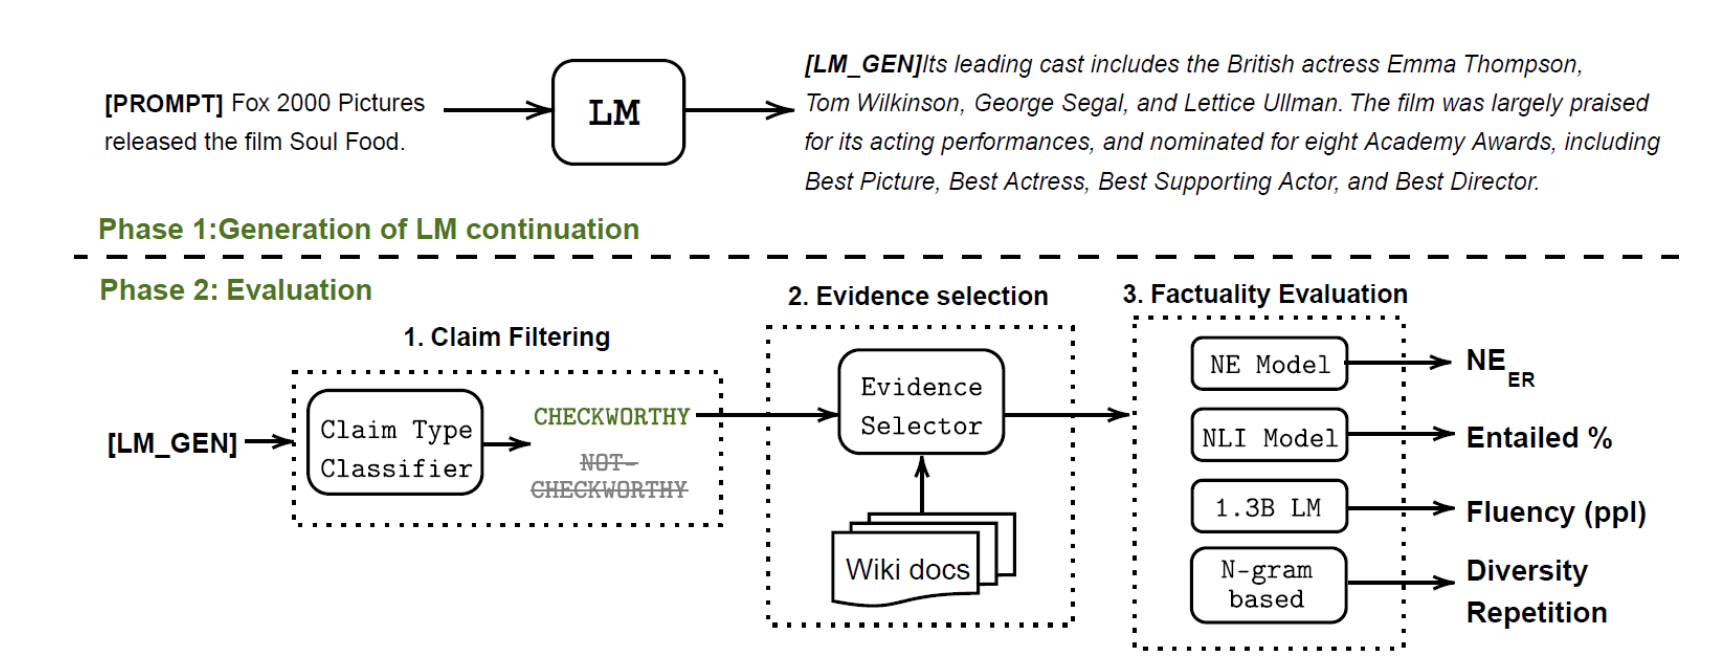 [PROMPT] Fox 2000 Pictures
released the film Soul Food.
LM
[LM_GEN]Its leading cast includes the British actress Emma Thompson,
Tom Wilkinson, George Segal, and Lettice Ullman. The film was largely praised
for its acting performances, and nominated for eight Academy Awards, including
Best Picture, Best Actress, Best Supporting Actor, and Best Director.
Phase 1:Generation of LM continuation
Phase 2: Evaluation
1. Claim Filtering
[LM_GEN]
Claim Type
Classifier
CHECKWORTHY
NOT-
CHECKWORTHY
2. Evidence selection
Evidence
Selector
Wiki docs
3. Factuality Evaluation
NE Model
NE ER
NLI Model
Entailed %
1.3B LM
Fluency (ppl)
N-gram
based
Diversity
Repetition